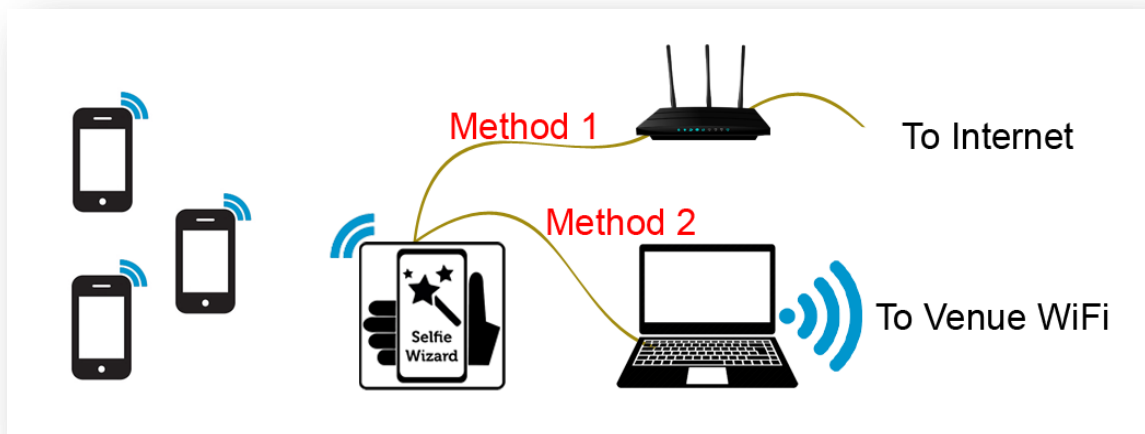 Method 1
To Internet
Method 2
To Venue WiFi
Selfie
Wizard